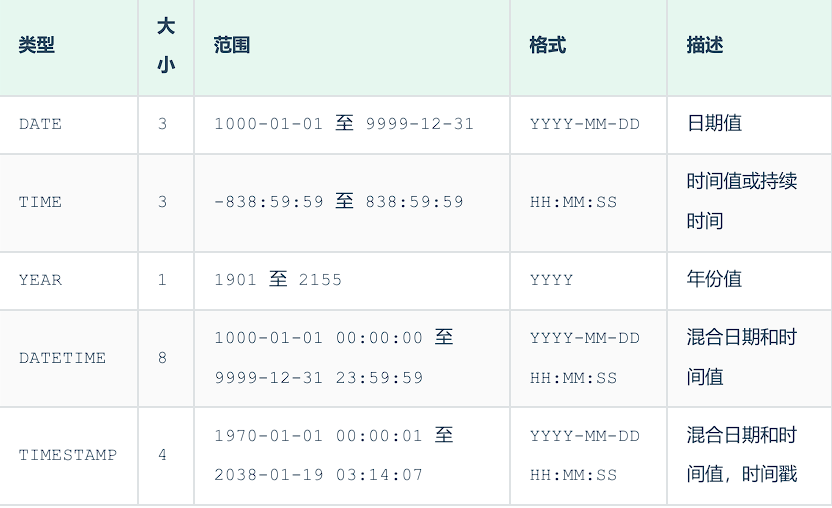 类型 大小 范围 格式 描述
DATE 3 1000-01-01 至 9999-12-31 YYYY-MM-DD 日期值
TIME 3 -838:59:59 至 838:59:59 HH:MM:SS 时间值或持续
时间
YEAR 1 1901 至 2155 YYYY 年份值
DATETIME 8 1000-01-01 00:00:00 至
9999-12-31 23:59:59 YYYY-MM-DD
HH:MM:SS 混合日期和时
间值
TIMESTAMP 4 1970-01-01 00:00:01 至
2038-01-19 03:14:07 YYYY-MM-DD
HH:MM:SS 混合日期和时
间值，时间戳